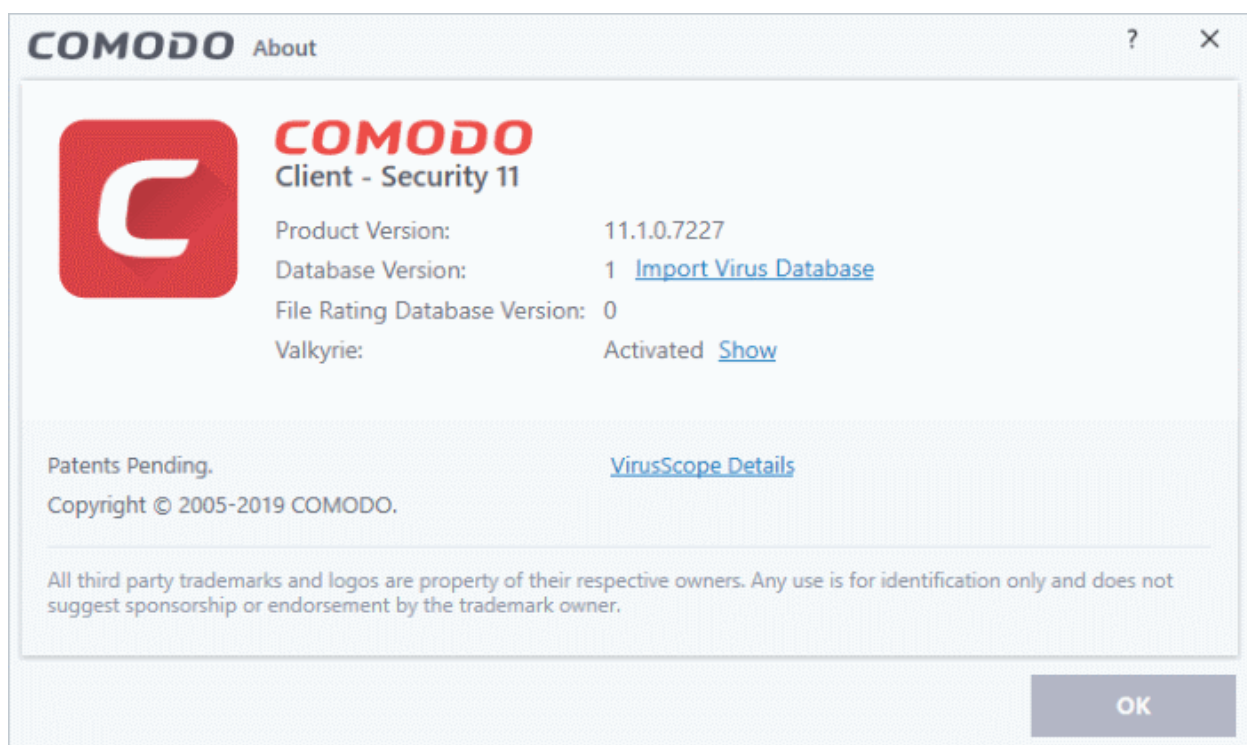 COMODO About ?
COMODO
Client - Security 11
Product Version: 11.1.0.7227
Database Version: 1 Import Virus Database
File Rating Database Version: 0
Valkyrie: Activated Show
Patents Pending. VirusScope Details
Copyright © 2005-2019 COMODO.
All third party trademarks and logos are property of their respective owners. Any use is for identification only and does not
suggest sponsorship or endorsement by the trademark owner.
OK